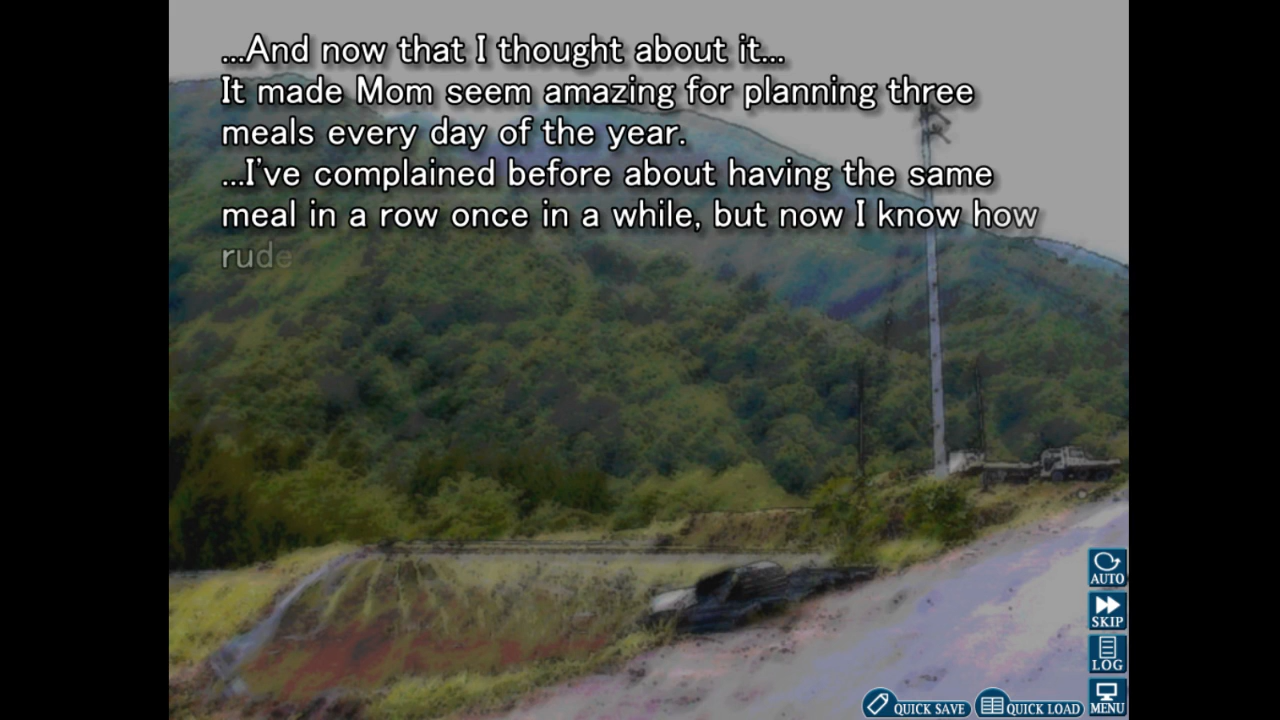 ...And now that I thought about it...
It made Mom seem amazing for planning three
meals every day of the year.
...I've complained before about having the same
meal in a row once in a while, but now I know how
rude
AUTO
SKIP
LOG
MENU
QUICK SAVE
QUICK LOAD